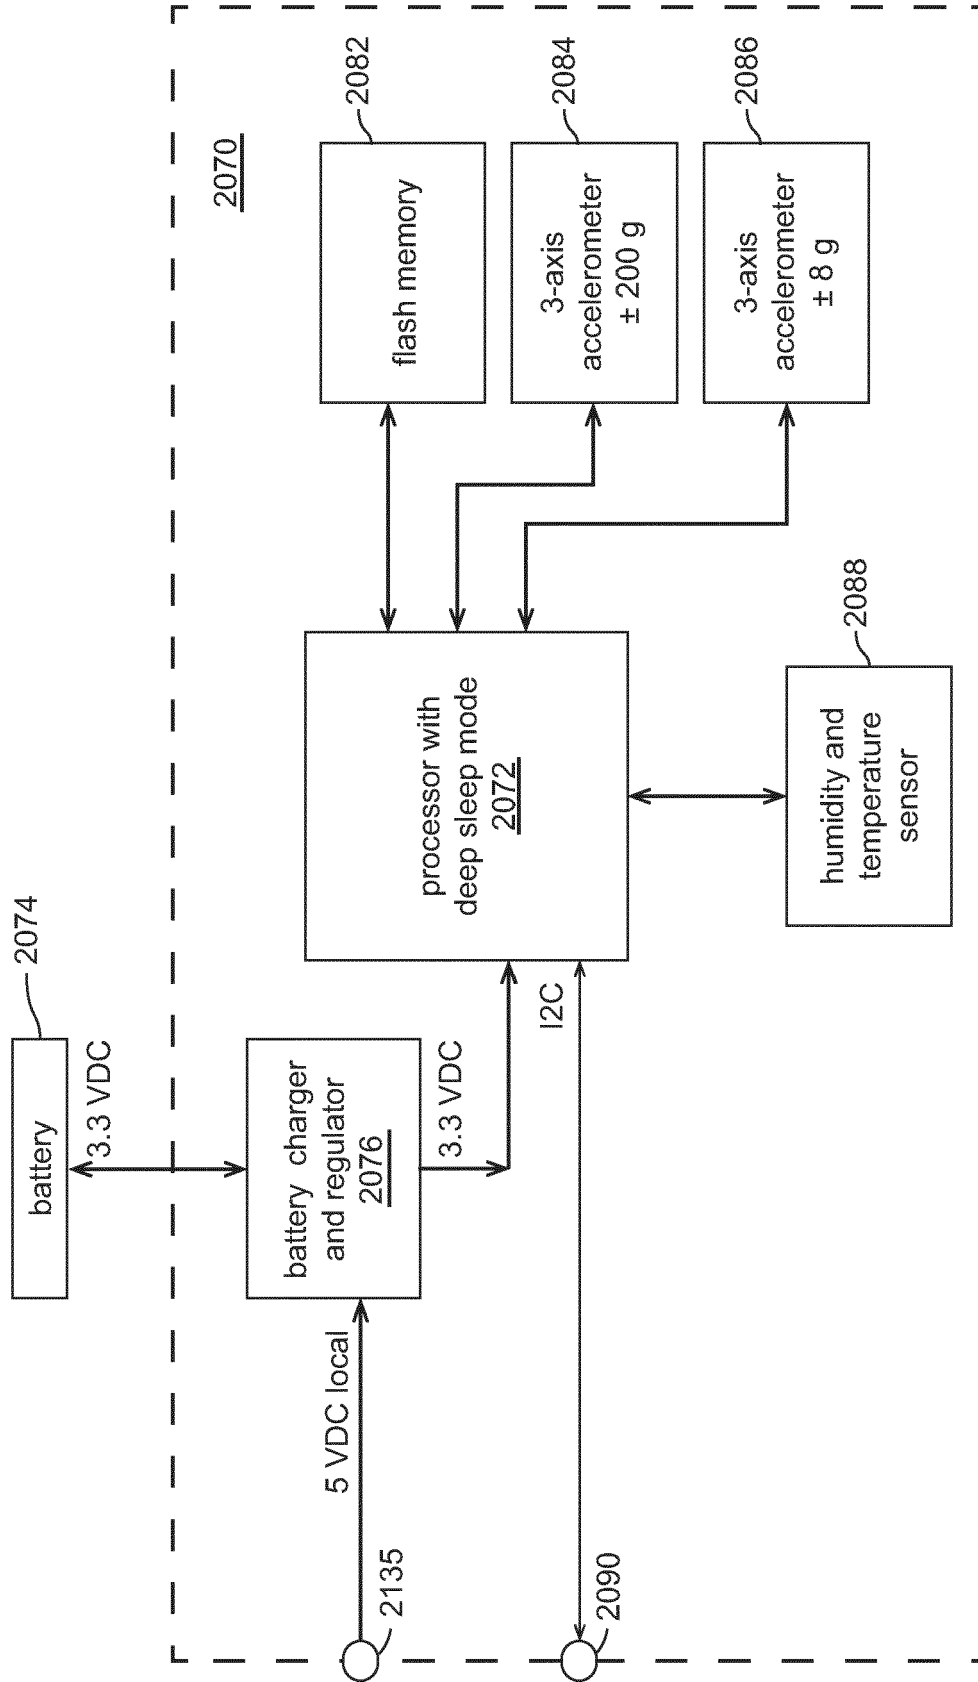 battery
2074
3.3 VDC
2070
battery charger
and regulator
2076
5 VDC local
2135
3.3 VDC
I2C
2090
processor with
deep sleep mode
2072
flash memory
2082
3-axis
accelerometer
± 200 g
2084
3-axis
accelerometer
± 8 g
2086
humidity and
temperature
sensor
2088